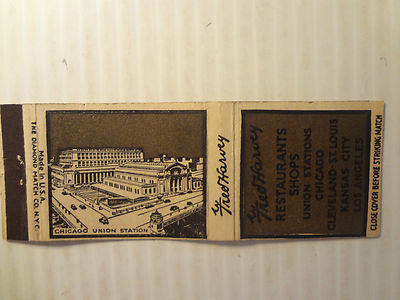 Made in U.S.A.
THE DIAMOND MATCH CO. N.Y.C.
CHICAGO UNION STATION
Fred Harvey
Fred Harvey
RESTAURANTS
SHOPS
UNION STATIONS
CHICAGO
CLEVELAND-ST. LOUIS
KANSAS CITY
LOS ANGELES
CLOSE COVER BEFORE STRIKING MATCH